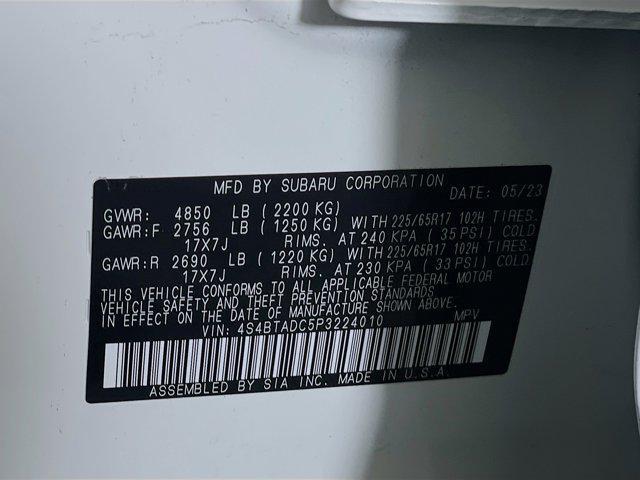 MFD BY SUBARU CORPORATION DATE: 05/23
GVWR: 4850 LB (2200 KG)
GAWR:F 2756 LB (1250 KG) WITH 225/65R17 102H TIRES.
17X7J RIMS. AT 240 KPA (35 PSI) COLD
GAWR:R 2690 LB (1220 KG) WITH 225/65R17 102H TIRES.
17X7J RIMS. AT 230 KPA (33 PSI) COLD
THIS VEHICLE CONFORMS TO ALL APPLICABLE FEDERAL MOTOR
VEHICLE SAFETY AND THEFT PREVENTION STANDARDS
IN EFFECT ON THE DATE OF MANUFACTURE SHOWN ABOVE.
VIN: 4S4BTADC5P3224010 MPV
ASSEMBLED BY SIA INC. MADE IN U.S.A.